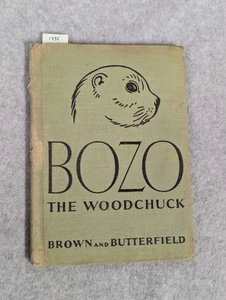 BOZO
THE WOODCHUCK
BROWN AND BUTTERFIELD